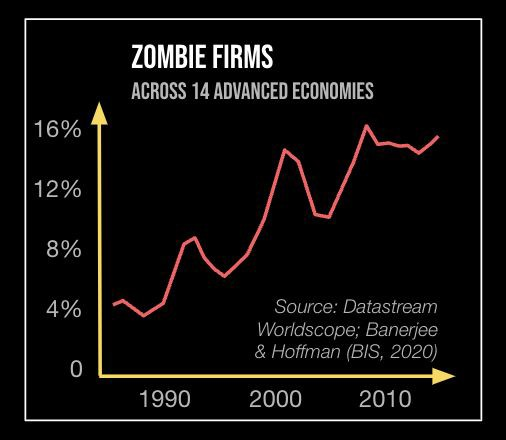 ZOMBIE FIRMS
ACROSS 14 ADVANCED ECONOMIES
16%
12%
8%
4%
0
Source: Datastream
Worldscope; Banerjee
& Hoffman (BIS, 2020)
1990
2000
2010